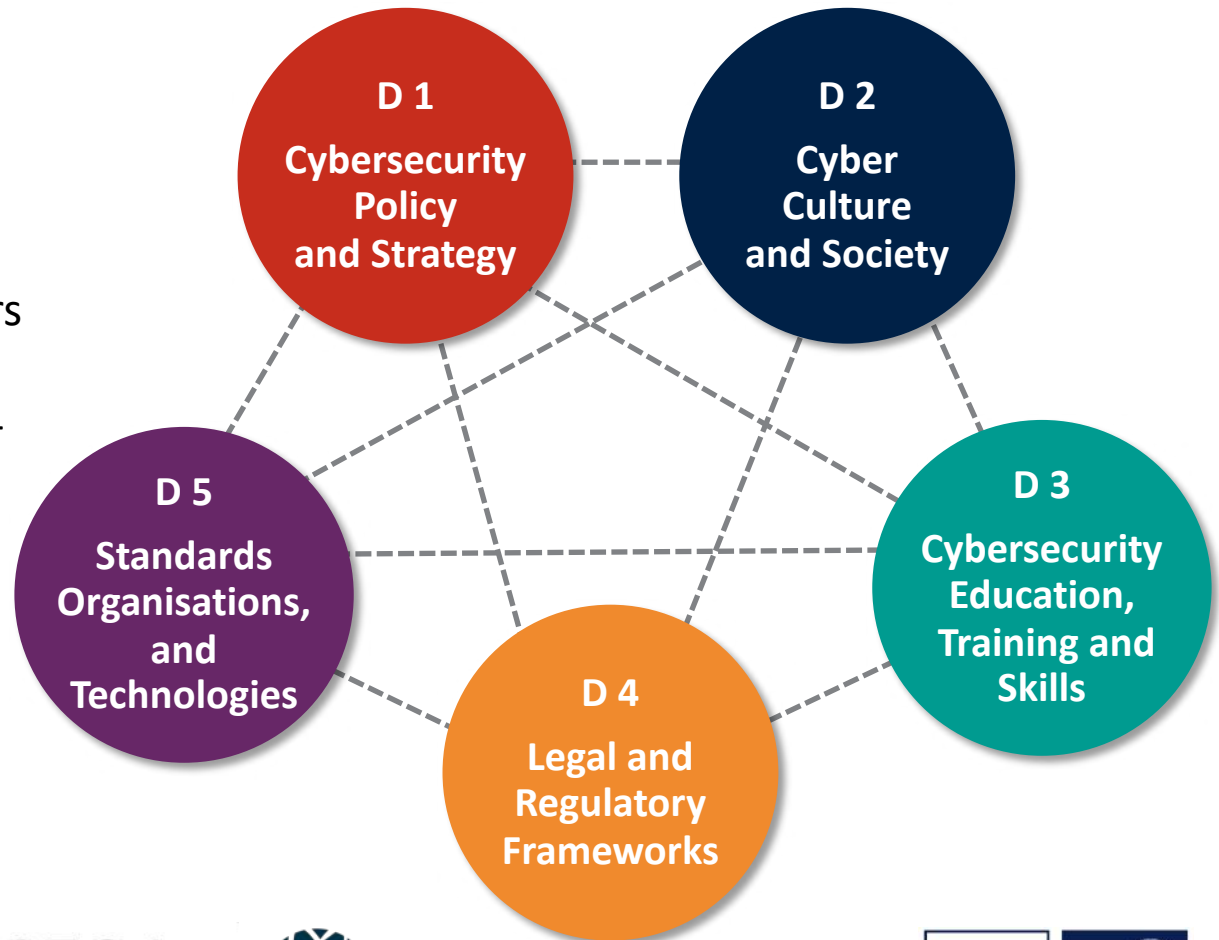 D 1
Cybersecurity
Policy
and Strategy
D 2
Cyber
Culture
and Society
D 5
Standards
Organisations,
and
Technologies
D 3
Cybersecurity
Education,
Training and
Skills
D 4
Legal and
Regulatory
Frameworks